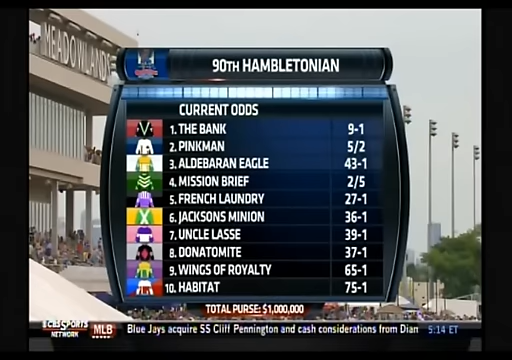 MEADOWLANDS
90TH HAMBLETONIAN
CURRENT ODDS
1. THE BANK 9-1
2. PINKMAN 5/2
3. ALDEBARAN EAGLE 43-1
4. MISSION BRIEF 2/5
5. FRENCH LAUNDRY 27-1
6. JACKSONS MINION 36-1
7. UNCLE LASSE 39-1
8. DONATOMITE 37-1
9. WINGS OF ROYALTY 65-1
10. HABITAT 75-1
TOTAL PURSE: $1,000,000
CBS SPORTS
NETWORK
MLB Blue Jays acquire SS Cliff Pennington and cash considerations from Diam 5:14 ET